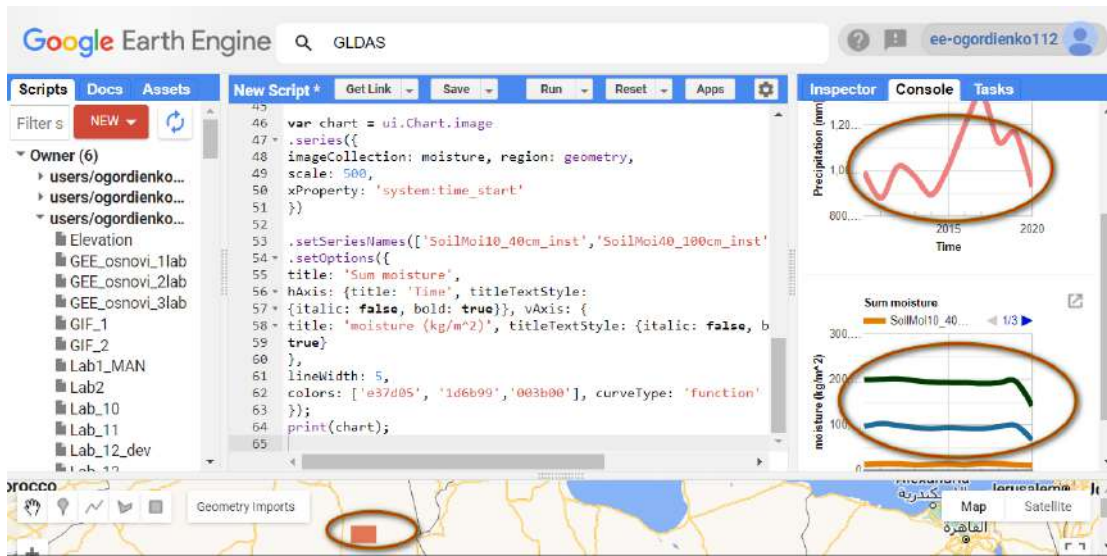 Google Earth Engine
GLDAS
ee-ogordienko112
Scripts Docs Assets
Filter s
NEW
Owner (6)
users/ogordienko...
users/ogordienko...
users/ogordienko...
Elevation
GEE_osnovi_1lab
GEE_osnovi_2lab
GEE_osnovi_3lab
GIF_1
GIF_2
Lab1_MAN
Lab2
Lab_10
Lab_11
Lab_12_dev
New Script *
Get Link
Save
Run
Reset
Apps
45
46 var chart = ui.Chart.image
47 .series({
48 imageCollection: moisture, region: geometry,
49 scale: 500,
50 xProperty: 'system:time_start'
51 })
52
53 .setSeriesNames(['SoilMoi10_40cm_inst','SoilMoi40_100cm_inst'
54 .setOptions({
55 title: 'Sum moisture',
56 hAxis: {title: 'Time', titleTextStyle:
57 {italic: false, bold: true}}, vAxis: {
58 title: 'moisture (kg/m^2)', titleTextStyle: {italic: false, b
59 true}
60 },
61 lineWidth: 5,
62 colors: ['e37d05', '1d6b99','003b00'], curveType: 'function'
63 });
64 print(chart);
65
Inspector Console Tasks
Precipitation (mm)
1,20...
1,00...
800,...
2015
2020
Time
Sum moisture
SoilMoi10_40...
1/3
moisture (kg/m^2)
300,...
200...
100...
0
orocco
Geometry Imports
القاهرة
Map
Satellite